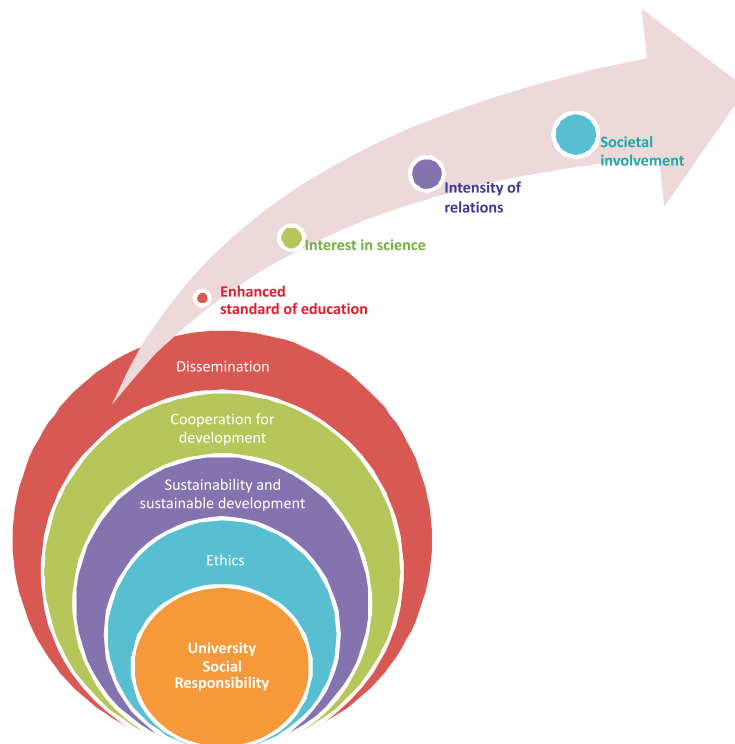 Societal
involvement
Intensity of
relations
Interest in science
Enhanced
standard of education
Dissemination
Cooperation for
development
Sustainability and
sustainable development
Ethics
University
Social
Responsibility